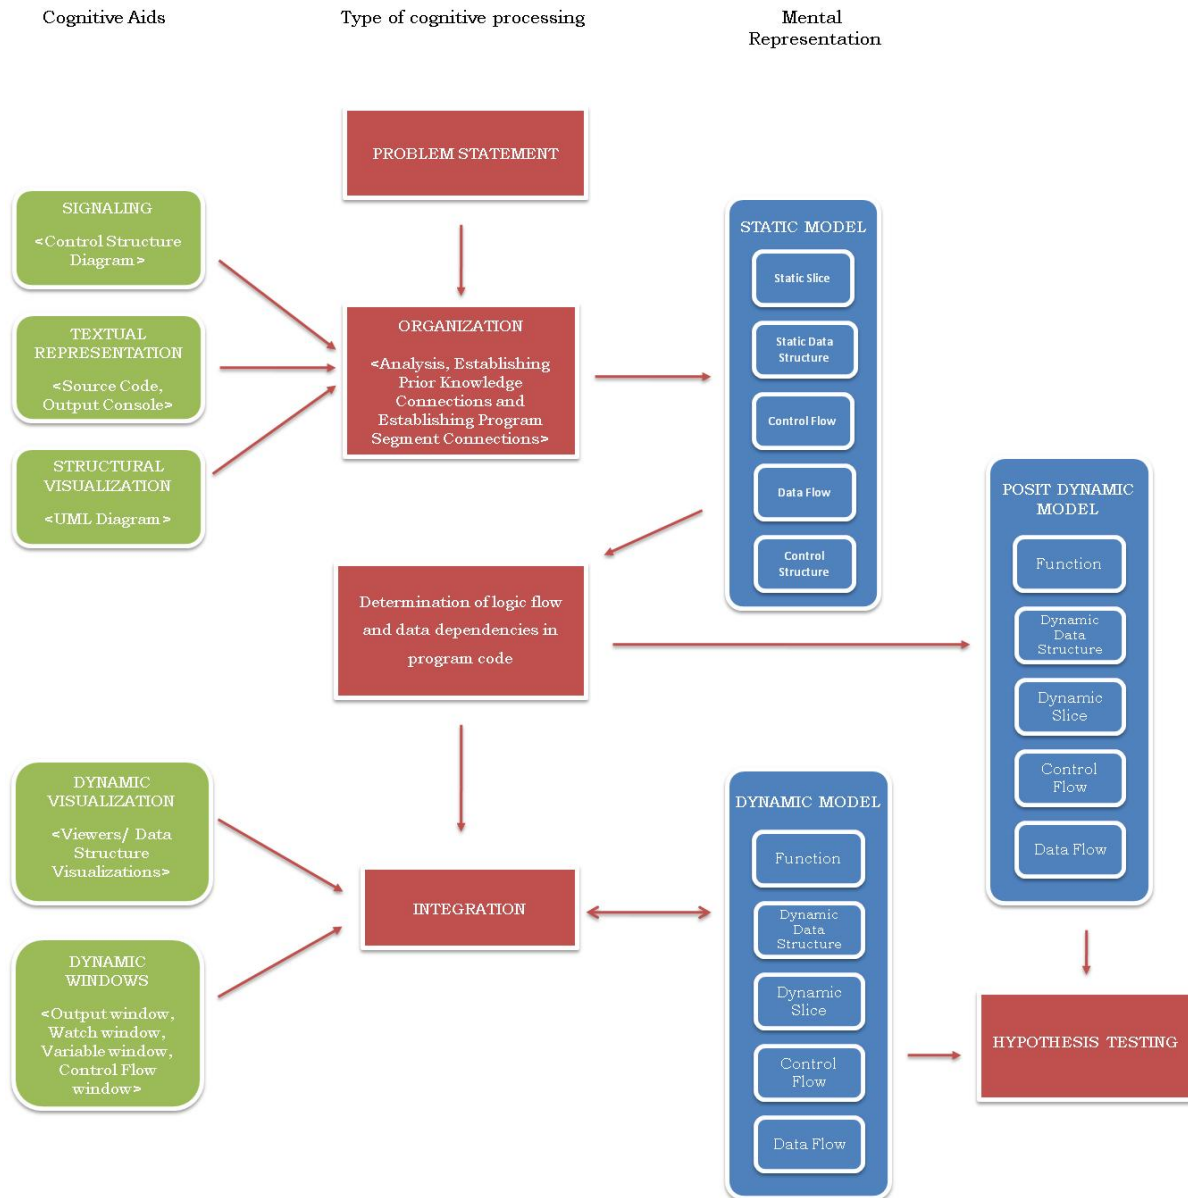 Cognitive Aids
Type of cognitive processing
Mental
Representation
PROBLEM STATEMENT
SIGNALING
<Control Structure
Diagram>
TEXTUAL
REPRESENTATION
<Source Code,
Output Console>
STRUCTURAL
VISUALIZATION
<UML Diagram>
ORGANIZATION
<Analysis, Establishing
Prior Knowledge
Connections and
Establishing Program
Segment Connections>
STATIC MODEL
Static Slice
Static Data
Structure
Control Flow
Data Flow
Control
Structure
Determination of logic flow
and data dependencies in
program code
POSIT DYNAMIC
MODEL
Function
Dynamic
Data
Structure
Dynamic
Slice
Control
Flow
Data Flow
DYNAMIC
VISUALIZATION
<Viewers/ Data
Structure
Visualizations>
DYNAMIC
WINDOWS
<Output window,
Watch window,
Variable window,
Control Flow
window>
INTEGRATION
DYNAMIC MODEL
Function
Dynamic
Data
Structure
Dynamic
Slice
Control
Flow
Data Flow
HYPOTHESIS TESTING